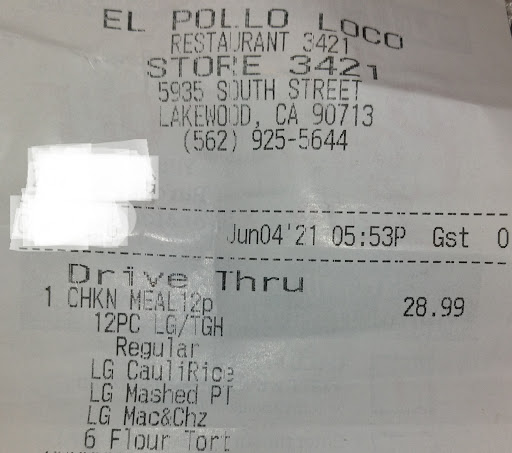 EL POLLO LOCO
RESTAURANT 3421
STORE 3421
5935 SOUTH STREET
LAKEWOOD, CA 90713
(562) 925-5644
Jun04'21 05:53P Gst 0
Drive Thru
1 CHKN MEAL12p 28.99
12PC LG/TGH
Regular
LG CauliRice
LG Mashed PT
LG Mac&Chz
6 Flour Tort